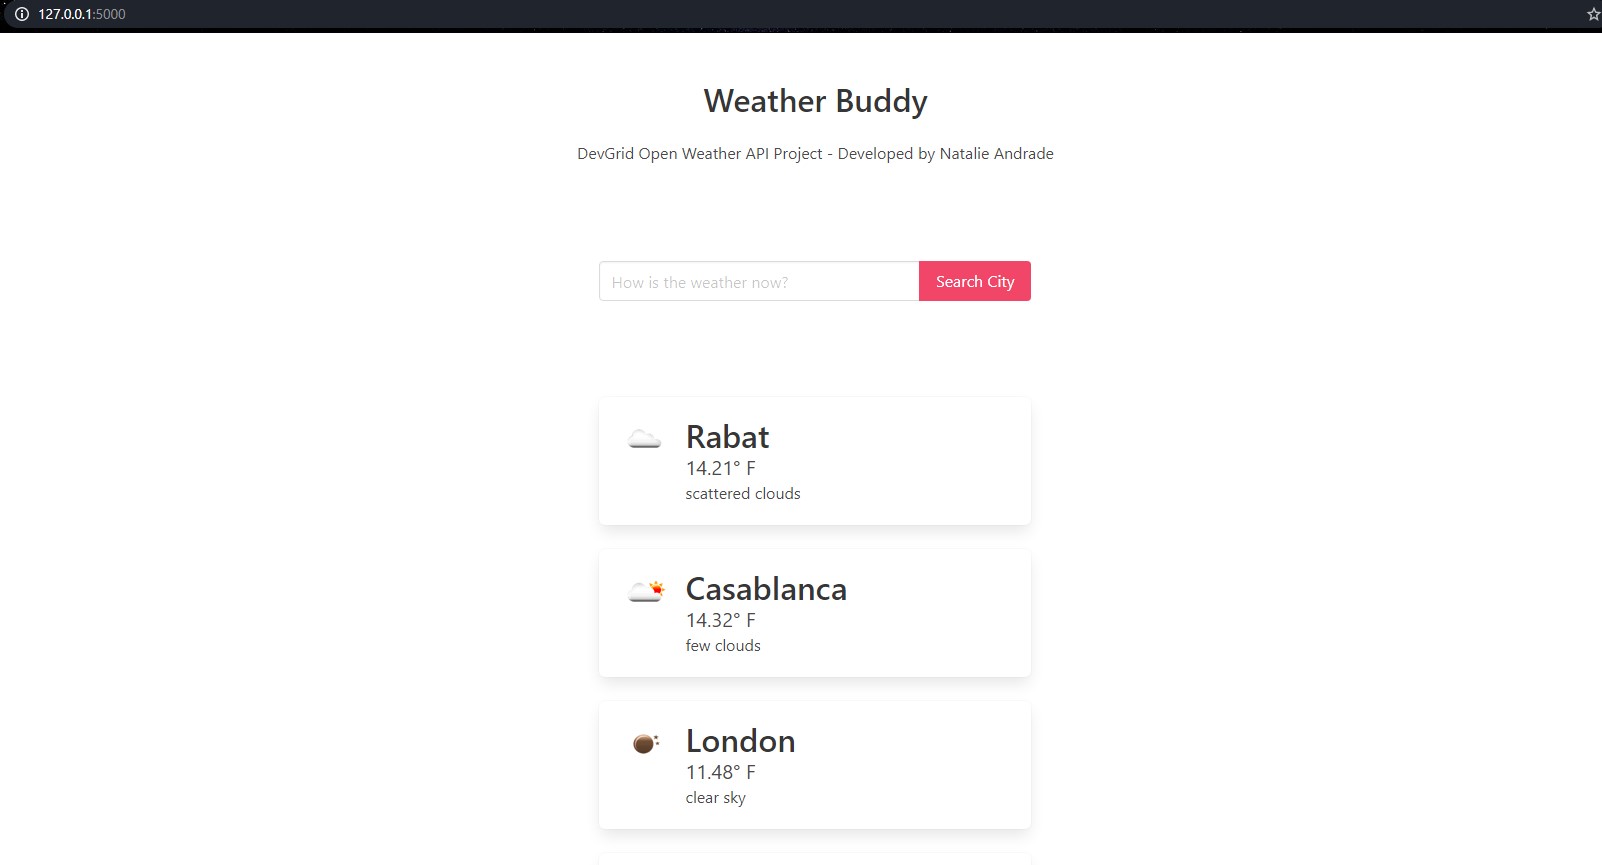 127.0.0.1:5000
Weather Buddy
DevGrid Open Weather API Project - Developed by Natalie Andrade
How is the weather now?
Search City
Rabat
14.21° F
scattered clouds
Casablanca
14.32° F
few clouds
London
11.48° F
clear sky